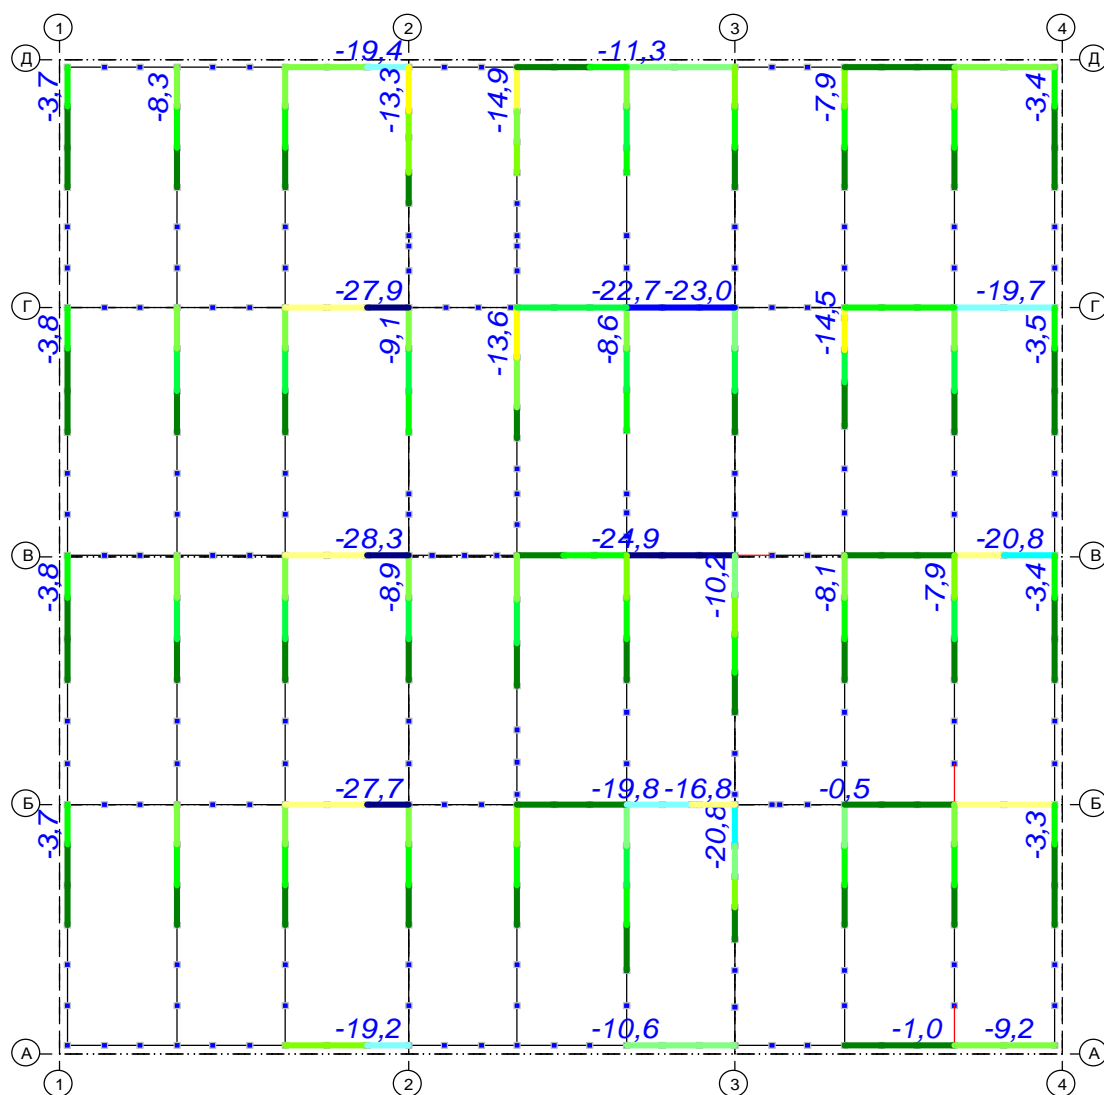 1 2 3 4
Д -19,4 -11,3 Д
-3,7 -8,3 -13,3 -14,9 -7,9 -3,4
Г -27,9 -22,7 -23,0 -19,7 Г
-3,8 -9,1 -13,6 -8,6 -14,5 -3,5
В -28,3 -24,9 -20,8 В
-3,8 -8,9 -10,2 -8,1 -7,9 -3,4
Б -27,7 -19,8 -16,8 -0,5 Б
-3,7 -20,8 -3,3
А -19,2 -10,6 -1,0 -9,2 А
1 2 3 4